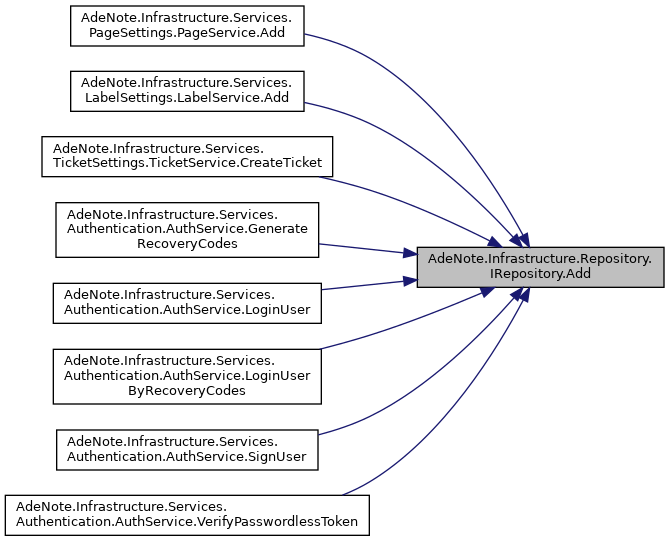 AdeNote.Infrastructure.Services.
PageSettings.PageService.Add
AdeNote.Infrastructure.Services.
LabelSettings.LabelService.Add
AdeNote.Infrastructure.Services.
TicketSettings.TicketService.CreateTicket
AdeNote.Infrastructure.Services.
Authentication.AuthService.Generate
RecoveryCodes
AdeNote.Infrastructure.Repository.
IRepository.Add
AdeNote.Infrastructure.Services.
Authentication.AuthService.LoginUser
AdeNote.Infrastructure.Services.
Authentication.AuthService.LoginUser
ByRecoveryCodes
AdeNote.Infrastructure.Services.
Authentication.AuthService.SignUser
AdeNote.Infrastructure.Services.
Authentication.AuthService.VerifyPasswordlessToken